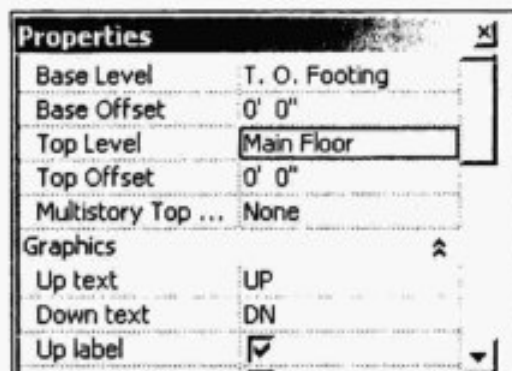 Properties
Base Level T. O. Footing
Base Offset 0' 0"
Top Level Main Floor
Top Offset 0' 0"
Multistory Top ... None
Graphics
Up text UP
Down text DN
Up label